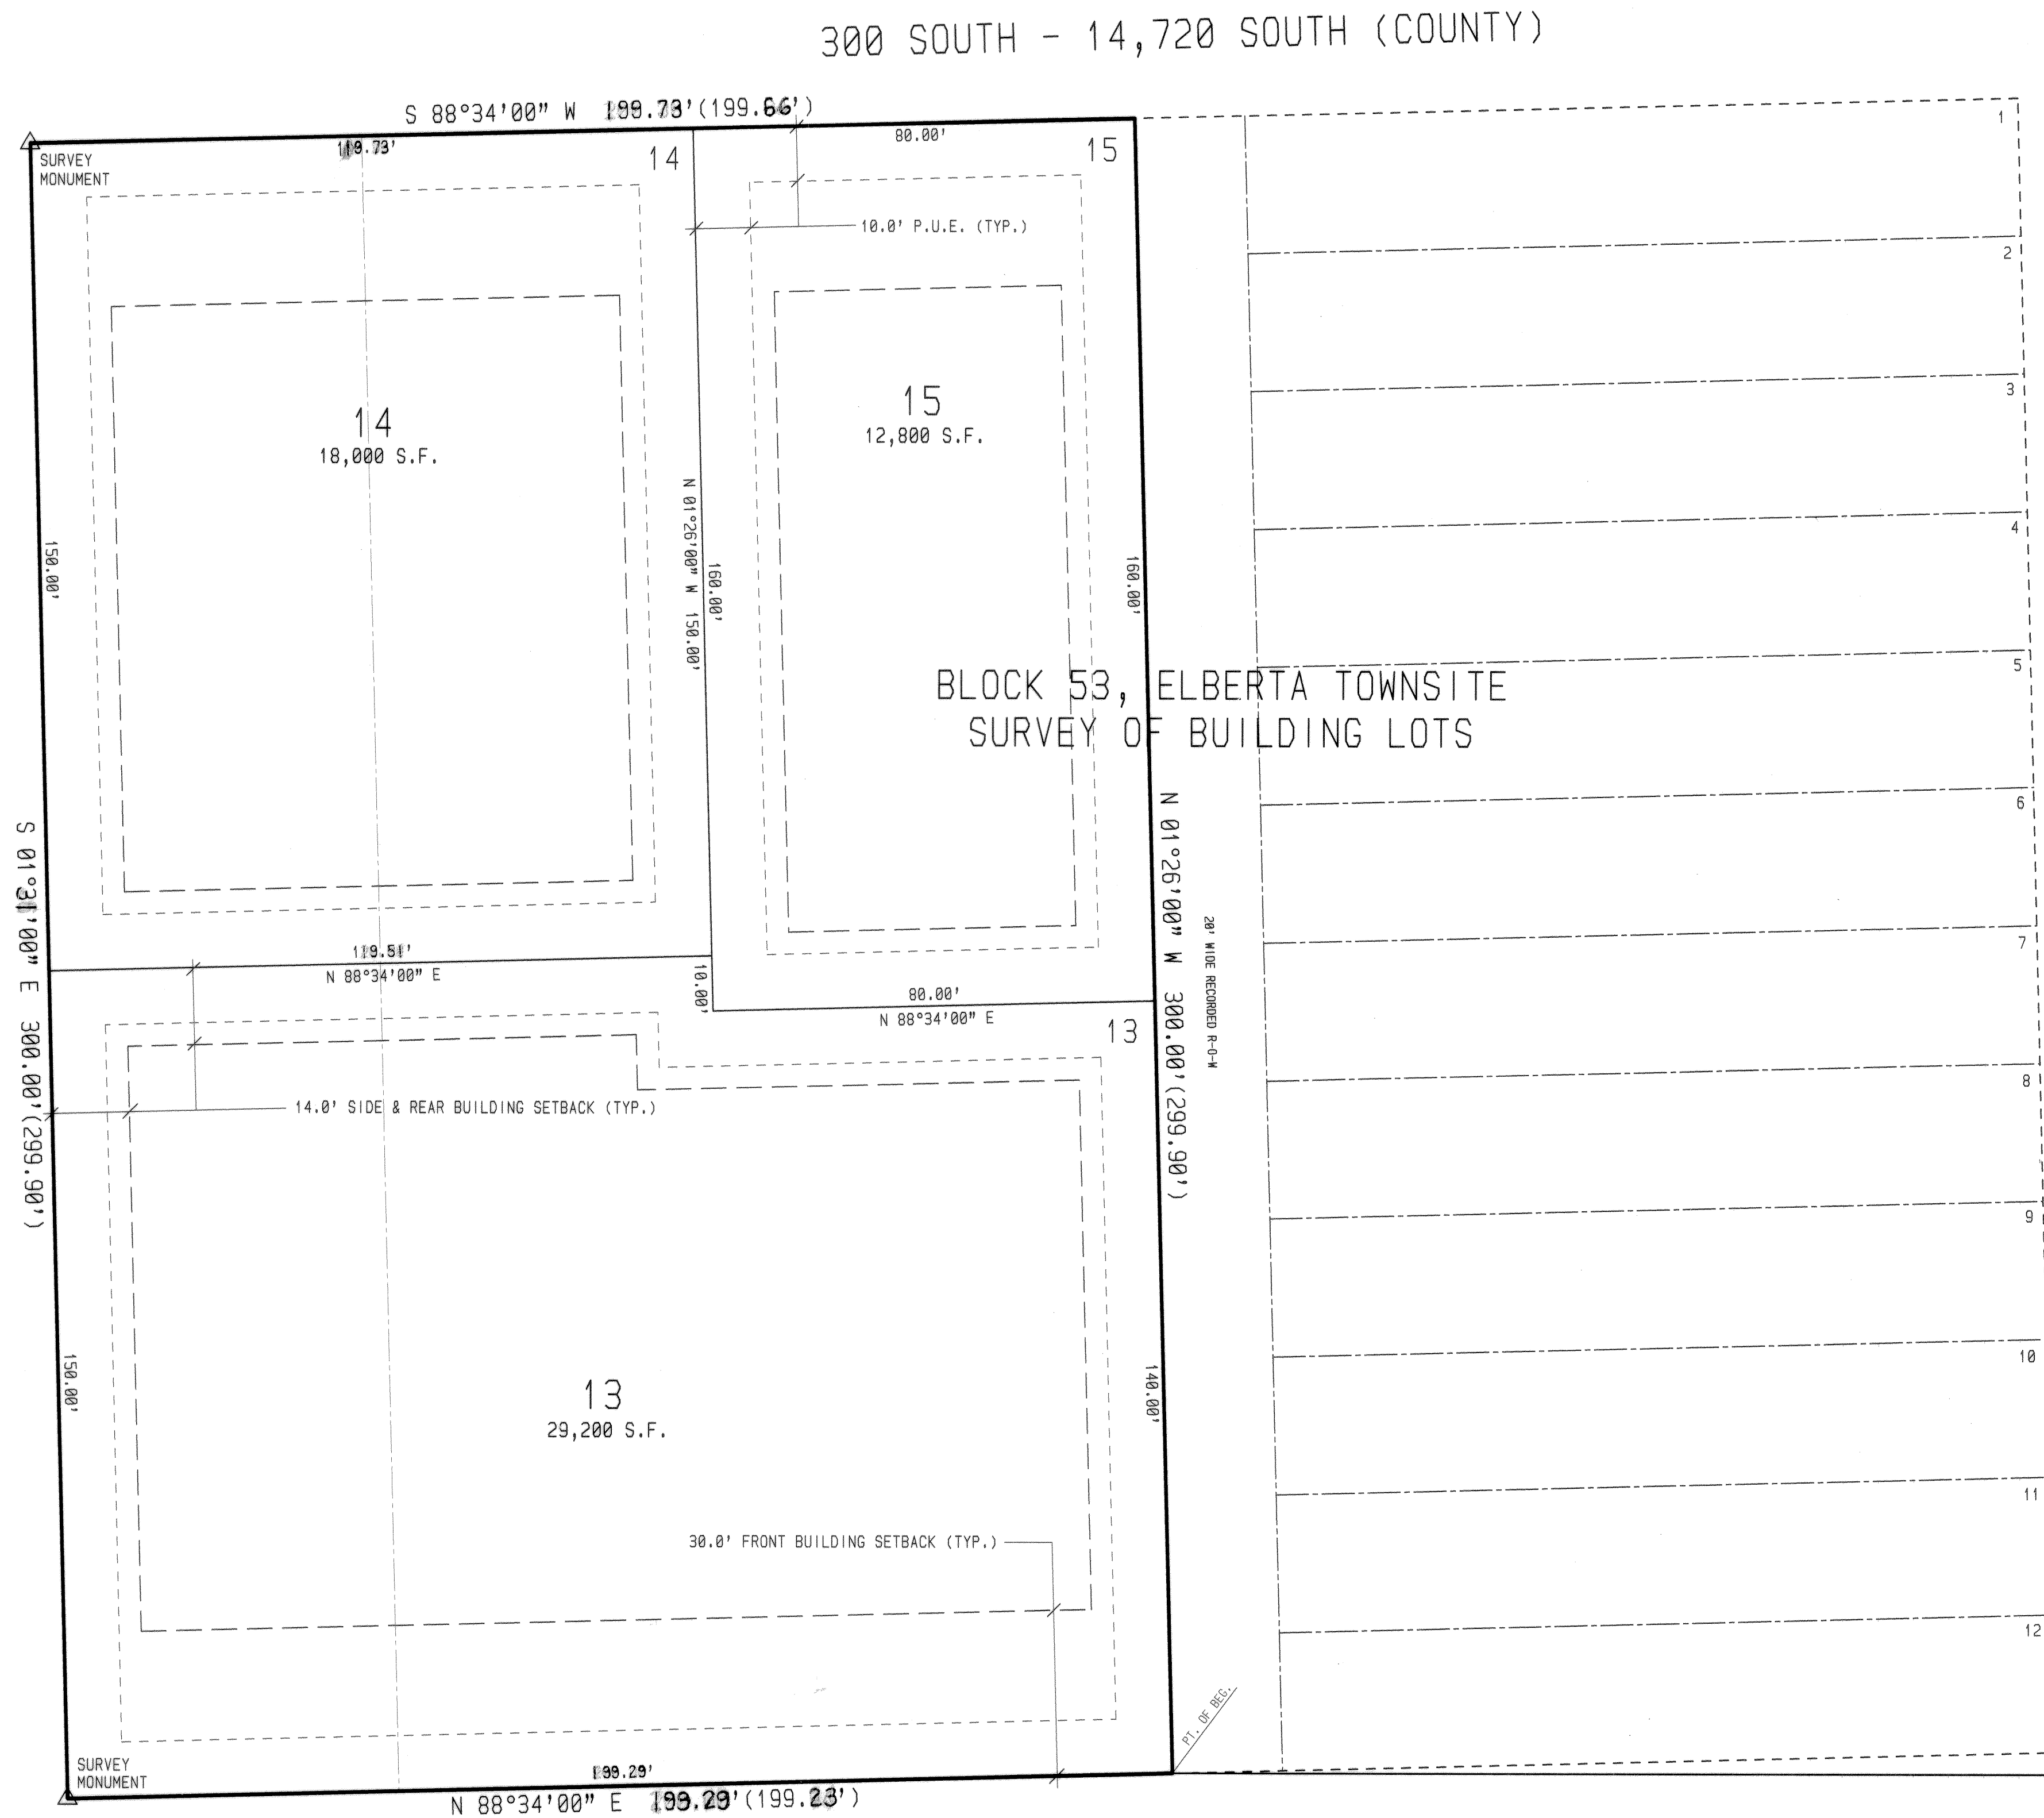 300 SOUTH - 14,720 SOUTH (COUNTY)
S 88°34'00" W 199.73'(199.66')
119.73'
80.00'
SURVEY
MONUMENT
14
15
10.0' P.U.E. (TYP.)
14
18,000 S.F.
15
12,800 S.F.
150.00'
N 01°26'00" W 150.00'
160.00'
160.00'
BLOCK 53, ELBERTA TOWNSITE
SURVEY OF BUILDING LOTS
S 01°31'00" E 300.00'(299.90')
N 01°26'00" W 300.00'(299.90')
20' WIDE RECORDED R-O-W
119.51'
N 88°34'00" E
10.00'
80.00'
N 88°34'00" E
13
14.0' SIDE & REAR BUILDING SETBACK (TYP.)
150.00'
13
29,200 S.F.
140.00'
30.0' FRONT BUILDING SETBACK (TYP.)
PT. OF BEG.
SURVEY
MONUMENT
199.29'
N 88°34'00" E 199.29'(199.23')
1
2
3
4
5
6
7
8
9
10
11
12